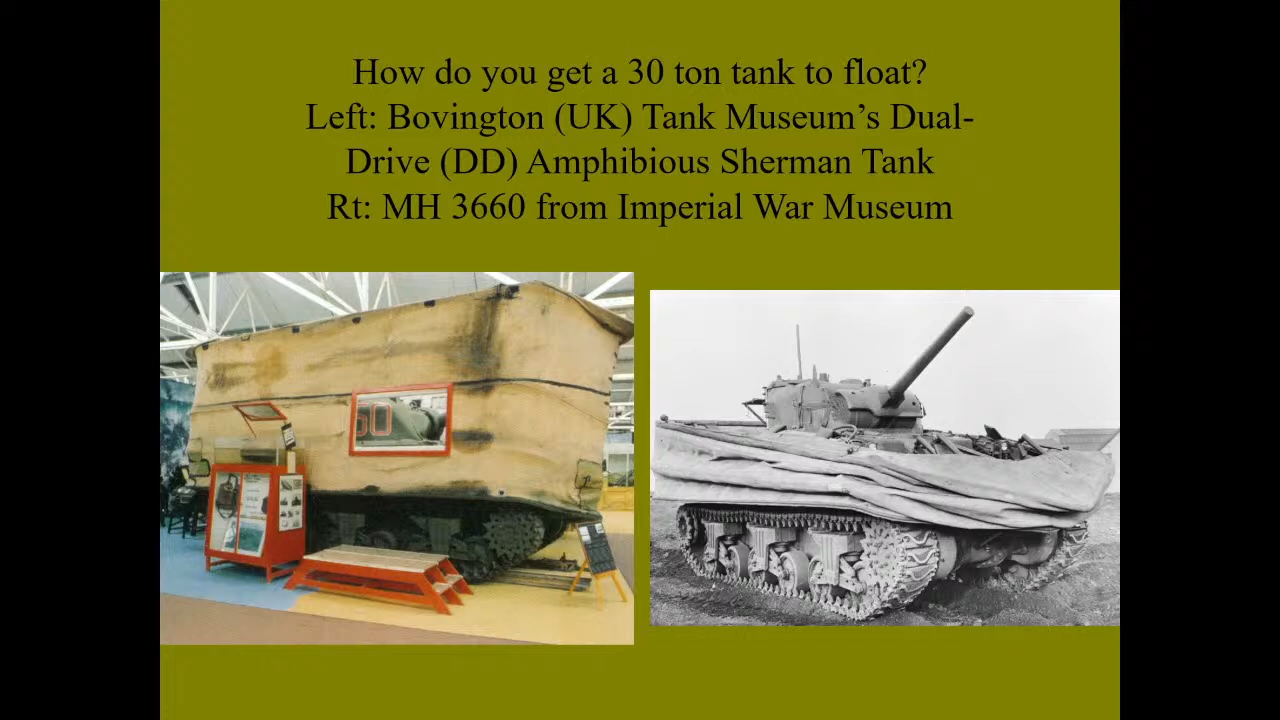 How do you get a 30 ton tank to float?
Left: Bovington (UK) Tank Museum’s Dual-
Drive (DD) Amphibious Sherman Tank
Rt: MH 3660 from Imperial War Museum